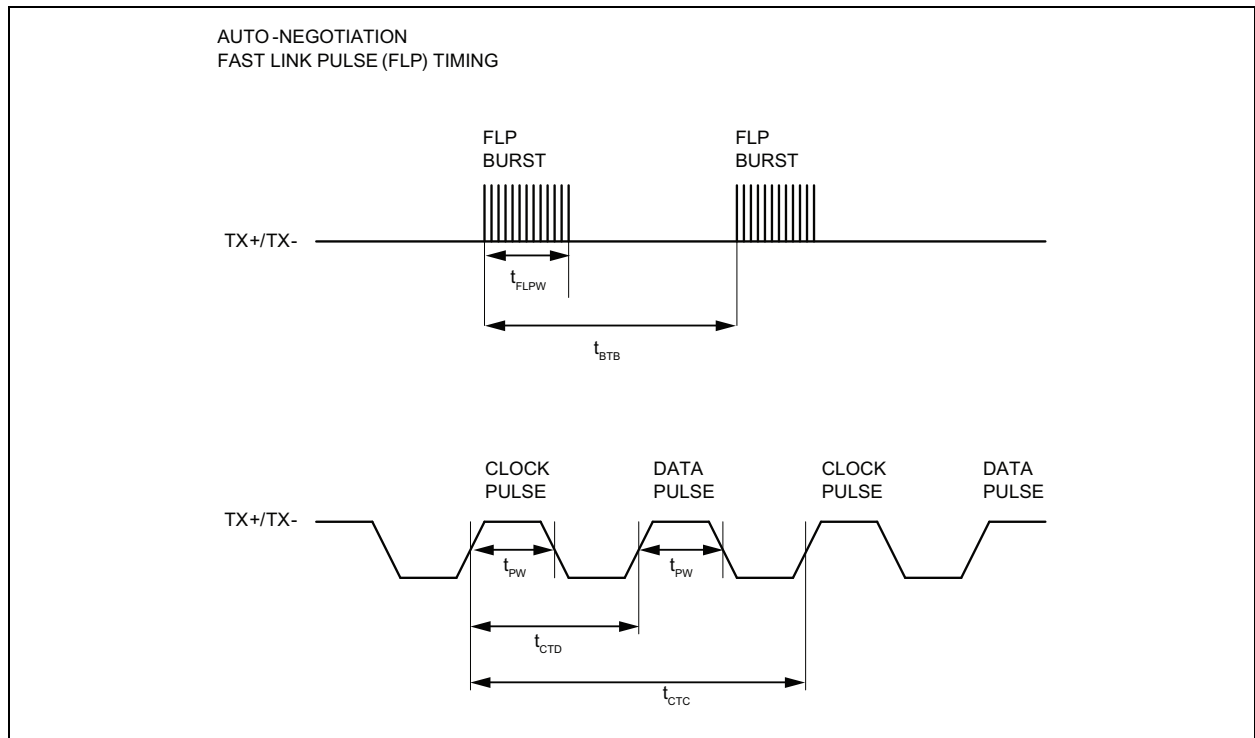 AUTO-NEGOTIATION
FAST LINK PULSE (FLP) TIMING
FLP
BURST
FLP
BURST
TX+/TX-
tFLPW
tBTB
CLOCK
PULSE
DATA
PULSE
CLOCK
PULSE
DATA
PULSE
TX+/TX-
tPW
tPW
tCTD
tCTC